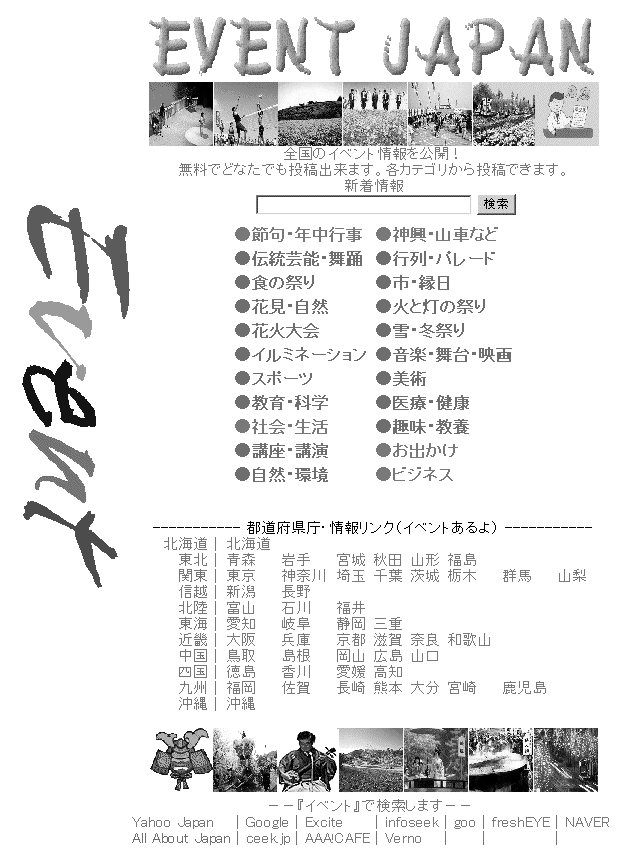 EVENT JAPAN
全国のイベント情報を公開！
無料でどなたでも投稿出来ます。各カテゴリから投稿できます。
新着情報
検索
Event
●節句・年中行事 ●神輿・山車など
●伝統芸能・舞踊 ●行列・パレード
●食の祭り ●市・縁日
●花見・自然 ●火と灯の祭り
●花火大会 ●雪・冬祭り
●イルミネーション ●音楽・舞台・映画
●スポーツ ●美術
●教育・科学 ●医療・健康
●社会・生活 ●趣味・教養
●講座・講演 ●お出かけ
●自然・環境 ●ビジネス
----------- 都道府県庁・情報リンク（イベントあるよ） -----------
北海道 | 北海道
東北 | 青森 岩手 宮城 秋田 山形 福島
関東 | 東京 神奈川 埼玉 千葉 茨城 栃木 群馬 山梨
信越 | 新潟 長野
北陸 | 富山 石川 福井
東海 | 愛知 岐阜 静岡 三重
近畿 | 大阪 兵庫 京都 滋賀 奈良 和歌山
中国 | 鳥取 島根 岡山 広島 山口
四国 | 徳島 香川 愛媛 高知
九州 | 福岡 佐賀 長崎 熊本 大分 宮崎 鹿児島
沖縄 | 沖縄
－－『イベント』で検索します－－
Yahoo Japan | Google | Excite | infoseek | goo | freshEYE | NAVER
All About Japan | ceek.jp | AAA!CAFE | Verno | | |